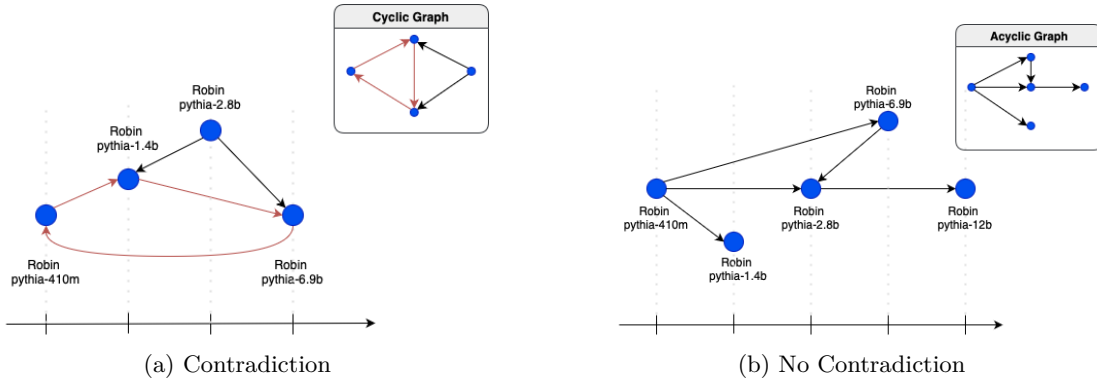 Cyclic Graph
Robin
pythia-2.8b
Robin
pythia-1.4b
Robin
pythia-410m
Robin
pythia-6.9b
(a) Contradiction
Acyclic Graph
Robin
pythia-6.9b
Robin
pythia-410m
Robin
pythia-2.8b
Robin
pythia-12b
Robin
pythia-1.4b
(b) No Contradiction